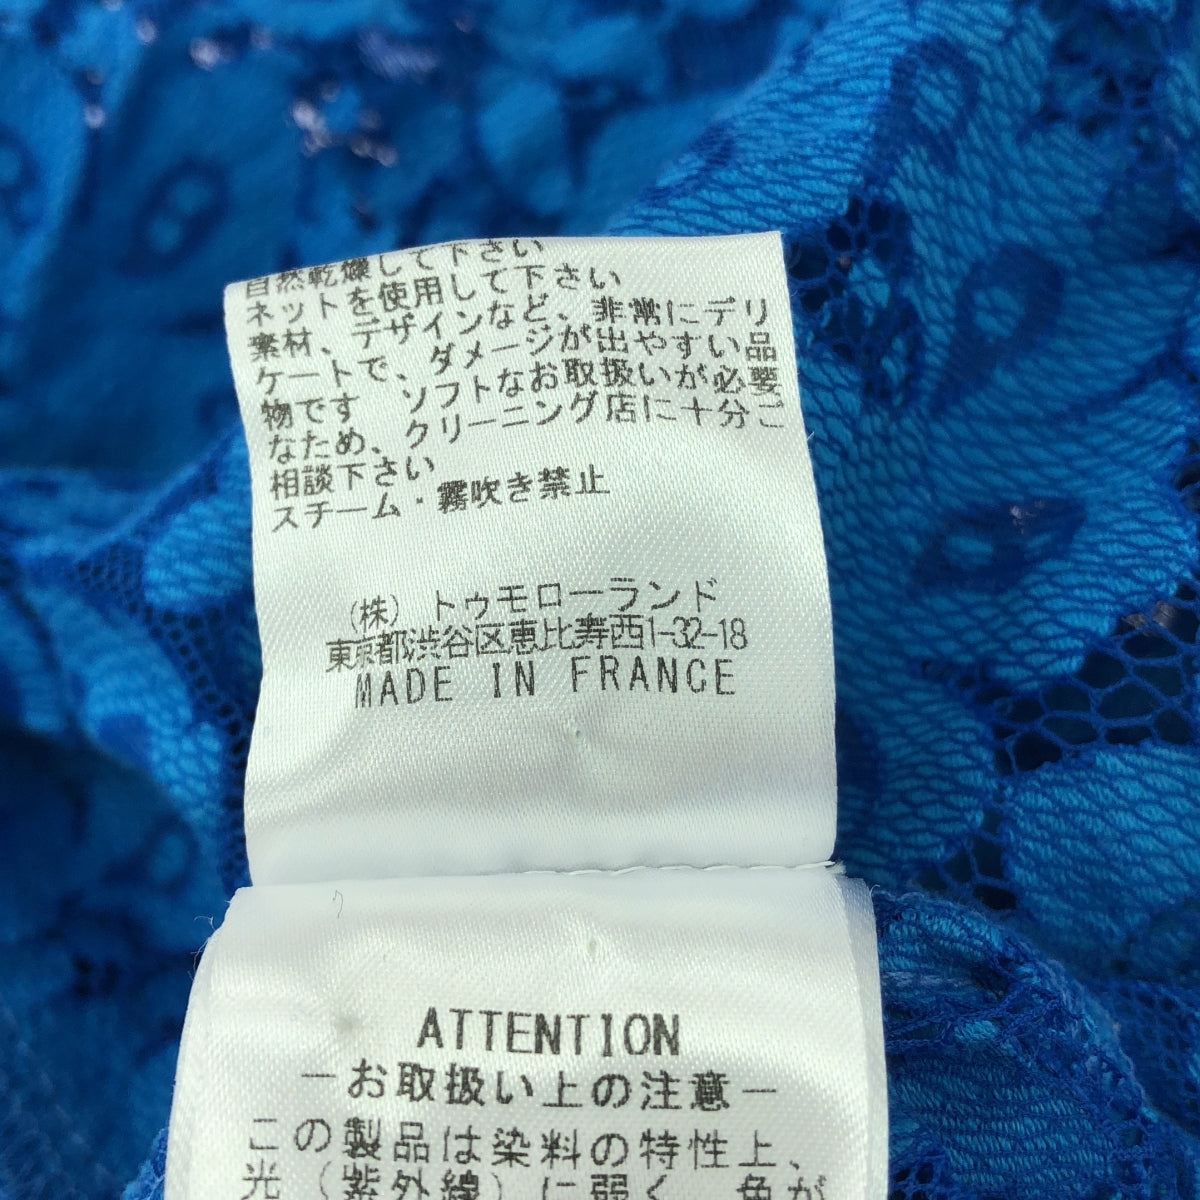 自然乾燥して下さい
ネットを使用して下さい
素材、デザインなど、非常にデリ
ケートで、ダメージが出やすい品
物です　ソフトなお取扱いが必要
なため、クリーニング店に十分ご
相談下さい
スチーム・霧吹き禁止
(株) トゥモローランド
東京都渋谷区恵比寿西1-32-18
MADE IN FRANCE
ATTENTION
－お取扱い上の注意－
この製品は染料の特性上、
光（紫外線）に弱く、色が